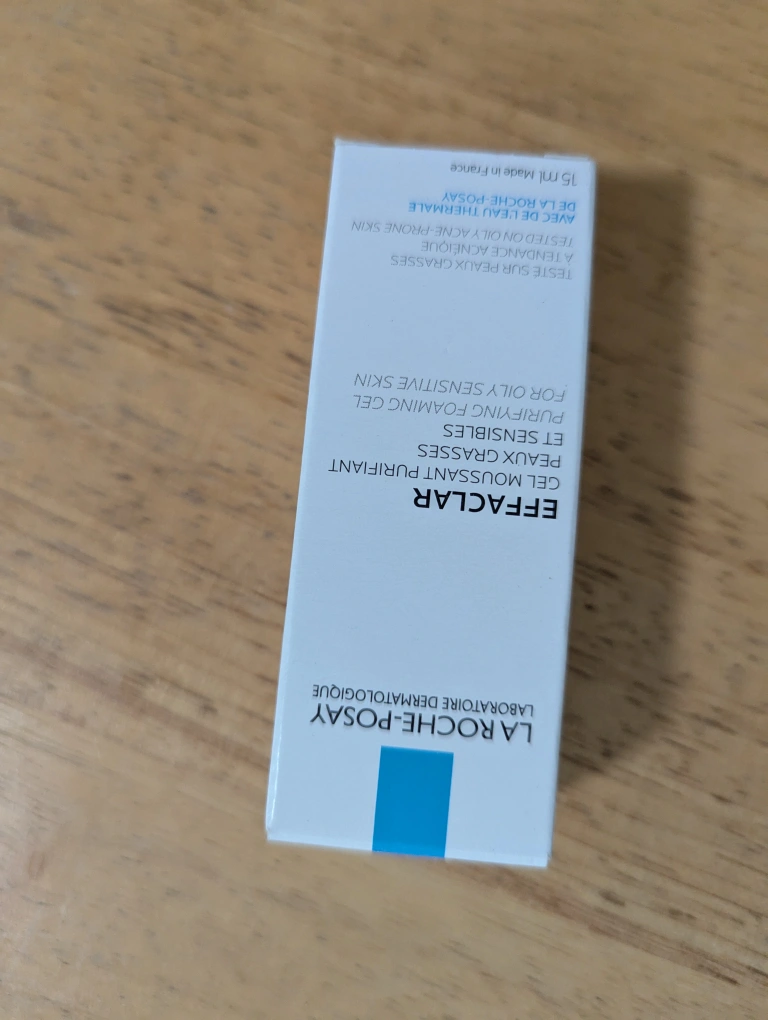 LA ROCHE-POSAY
LABORATOIRE DERMATOLOGIQUE
EFFACLAR
GEL MOUSSANT PURIFIANT
PEAUX GRASSES
ET SENSIBLES
PURIFYING FOAMING GEL
FOR OILY SENSITIVE SKIN
TESTÉ SUR PEAUX GRASSES
À TENDANCE ACNÉIQUE
TESTED ON OILY ACNE-PRONE SKIN
AVEC DE L'EAU THERMALE
DE LA ROCHE-POSAY
15 ml Made in France